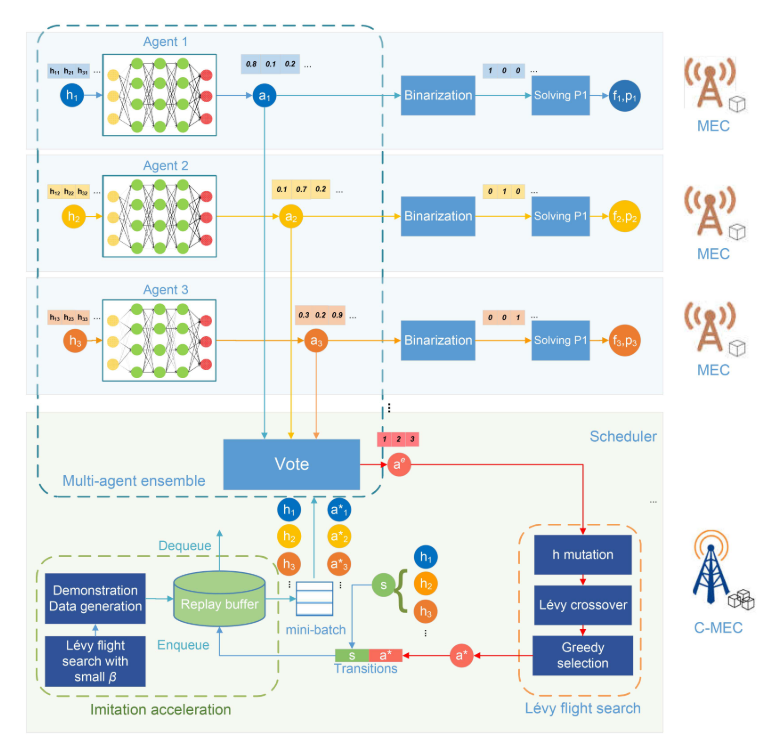 Agent 1
h₁₁ h₂₁ h₃₁ ...
0.8 0.1 0.2 ...
1 0 0 ...
h₁
a₁
Binarization
Solving P1
f₁,p₁
MEC
Agent 2
h₁₂ h₂₂ h₃₂ ...
0.1 0.7 0.2 ...
0 1 0 ...
h₂
a₂
Binarization
Solving P1
f₂,p₂
MEC
Agent 3
h₁₃ h₂₃ h₃₃ ...
0.3 0.2 0.9 ...
0 0 1 ...
h₃
a₃
Binarization
Solving P1
f₃,p₃
MEC
...
Scheduler
1 2 3
Vote
aᵉ
Multi-agent ensemble
...
h₁ a*₁
h₂ a*₂
h₃ a*₃
... ...
Dequeue
Demonstration
Data generation
Replay buffer
mini-batch
Enqueue
Lévy flight
search with
small β
Imitation acceleration
s
h₁
h₂
h₃
...
s a*
Transitions
a*
h mutation
Lévy crossover
Greedy
selection
Lévy flight search
C-MEC